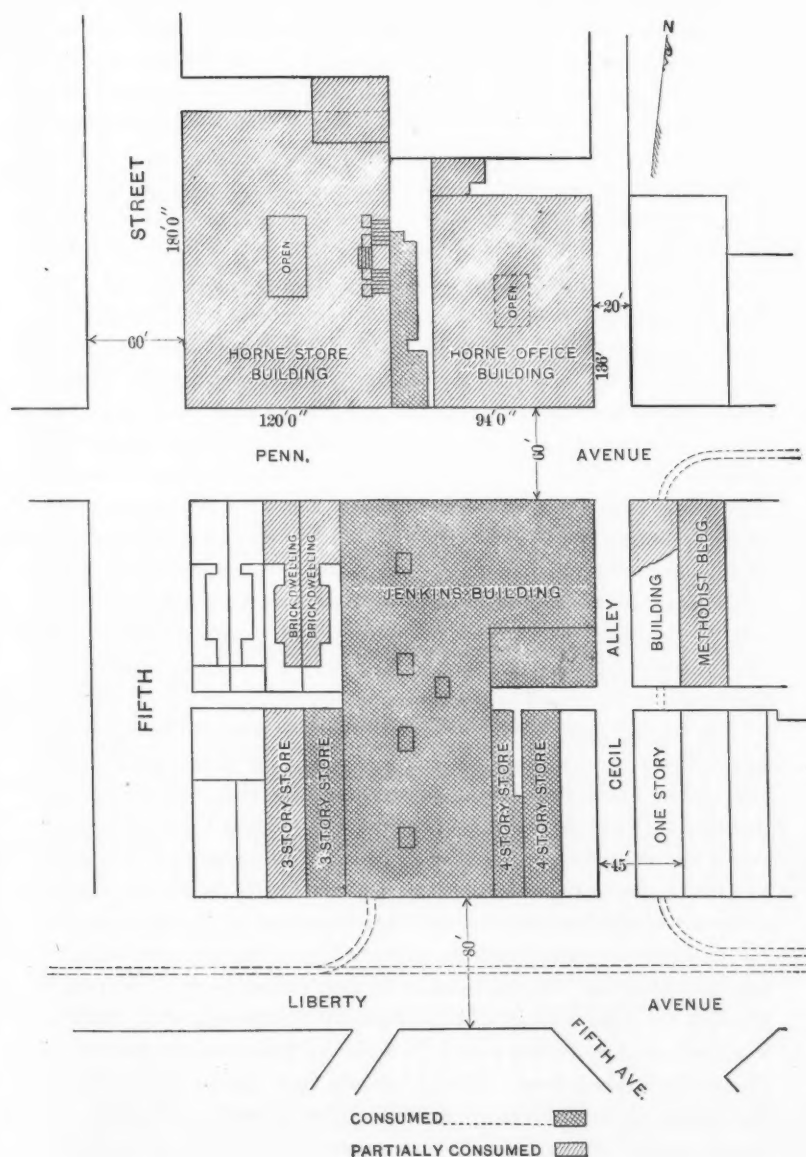 N
STREET
180'0"
OPEN
OPEN
60'
20'
HORNE STORE
BUILDING
HORNE OFFICE
BUILDING
136'
120'0"
94'0"
PENN.
60'
AVENUE
BRICK DWELLING
BRICK DWELLING
JENKINS BUILDING
ALLEY
BUILDING
METHODIST BLDG.
FIFTH
3 STORY STORE
3 STORY STORE
4 STORY STORE
4 STORY STORE
CECIL
ONE STORY
45'
80'
LIBERTY
AVENUE
FIFTH AVE.
CONSUMED
PARTIALLY CONSUMED